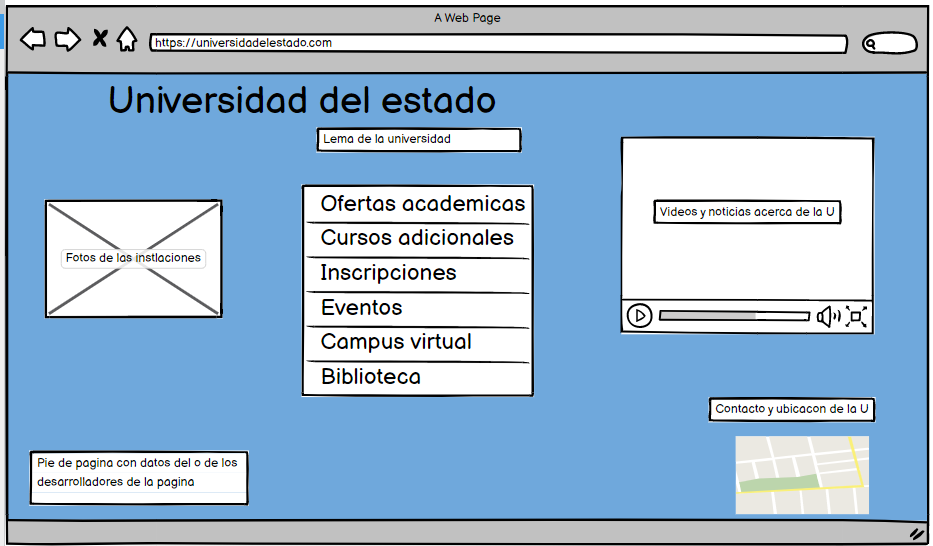 A Web Page
https://universidadelestado.com
Universidad del estado
Lema de la universidad
Fotos de las instlaciones
Ofertas academicas
Cursos adicionales
Inscripciones
Eventos
Campus virtual
Biblioteca
Videos y noticias acerca de la U
Contacto y ubicacon de la U
Pie de pagina con datos del o de los
desarrolladores de la pagina